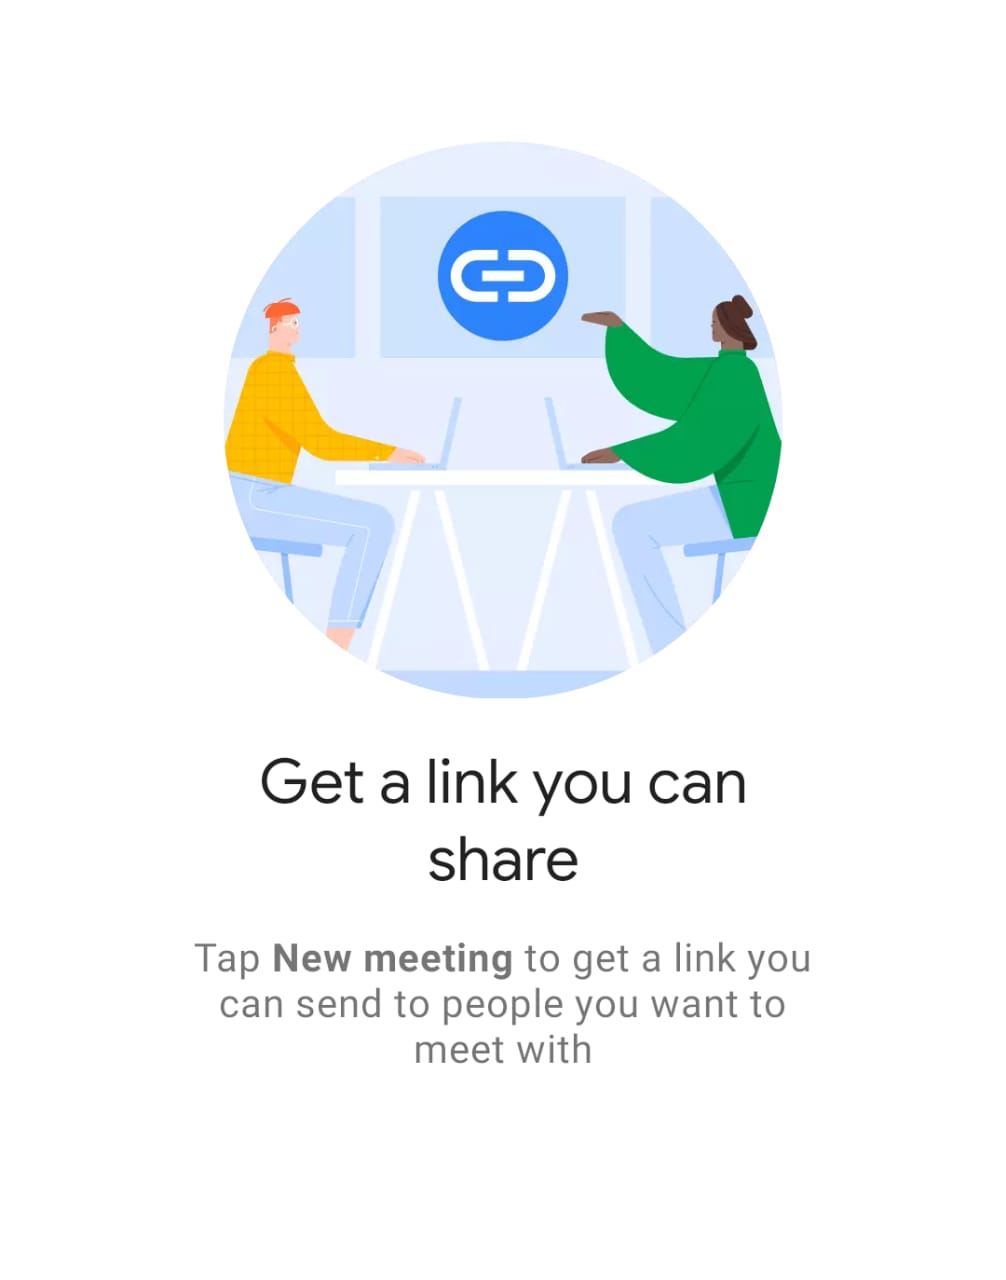 Get a link you can
share
Tap New meeting to get a link you
can send to people you want to
meet with